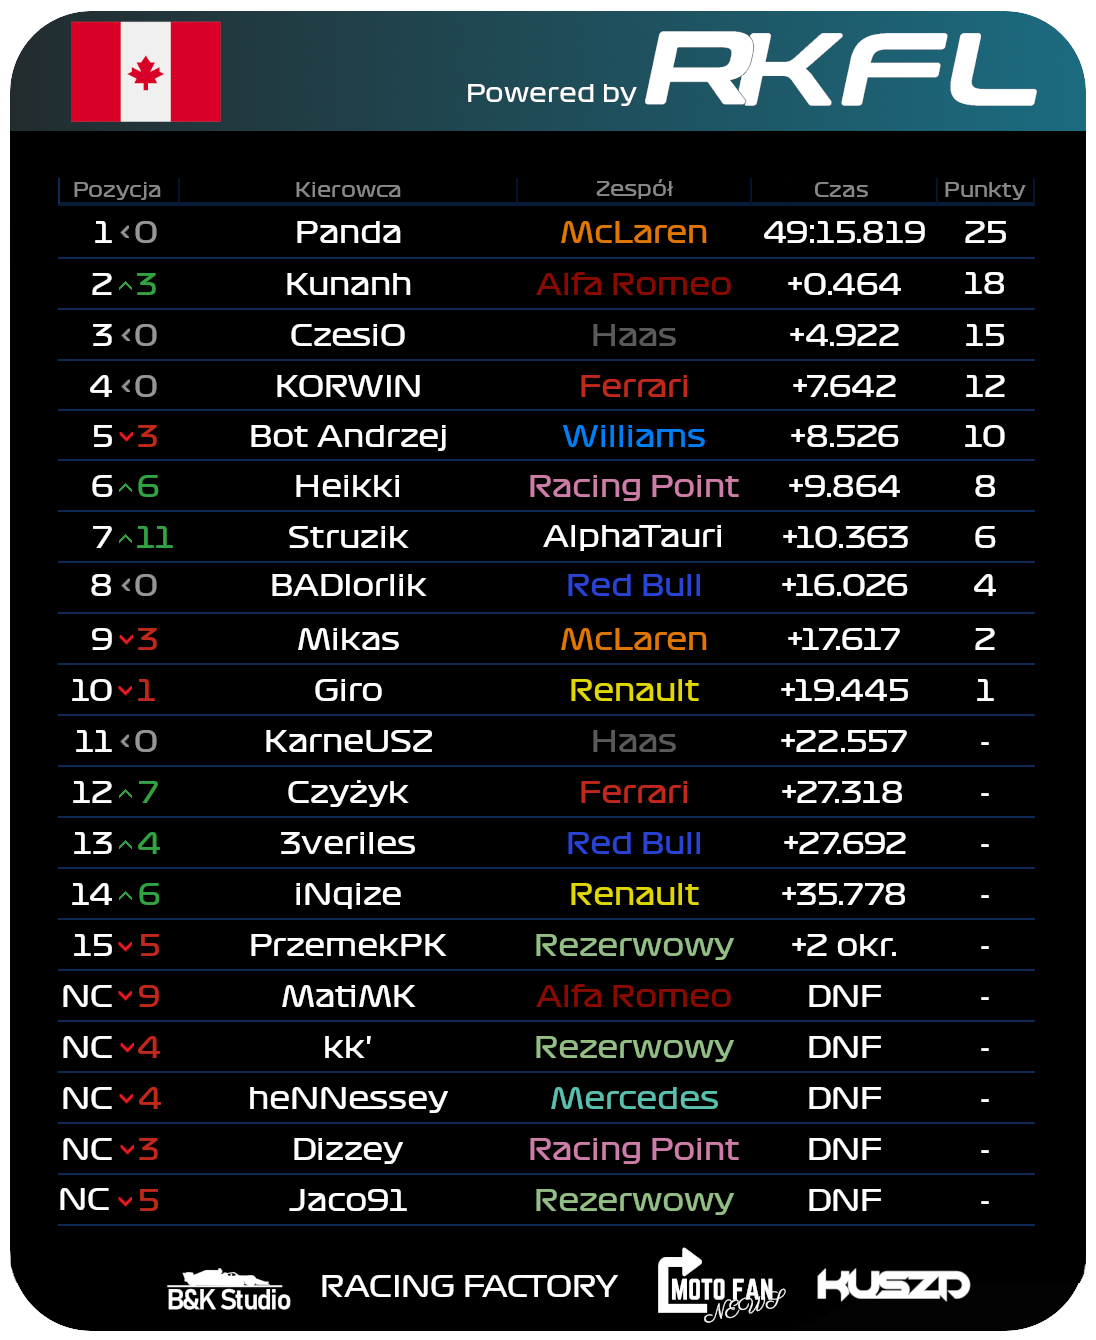 Powered by RKFL
Pozycja Kierowca Zespół Czas Punkty
1 <0 Panda McLaren 49:15.819 25
2 ^3 Kunanh Alfa Romeo +0.464 18
3 <0 CzesiO Haas +4.922 15
4 <0 KORWIN Ferrari +7.642 12
5 ˅3 Bot Andrzej Williams +8.526 10
6 ^6 Heikki Racing Point +9.864 8
7 ^11 Struzik AlphaTauri +10.363 6
8 <0 BADlorlik Red Bull +16.026 4
9 ˅3 Mikas McLaren +17.617 2
10 ˅1 Giro Renault +19.445 1
11 <0 KarneUSZ Haas +22.557 -
12 ^7 Czyżyk Ferrari +27.318 -
13 ^4 3veriles Red Bull +27.692 -
14 ^6 iNqize Renault +35.778 -
15 ˅5 PrzemekPK Rezerwowy +2 okr. -
NC ˅9 MatiMK Alfa Romeo DNF -
NC ˅4 kk' Rezerwowy DNF -
NC ˅4 heNNessey Mercedes DNF -
NC ˅3 Dizzey Racing Point DNF -
NC ˅5 Jaco91 Rezerwowy DNF -
B&K Studio RACING FACTORY MOTO FAN NEWS KUSZD